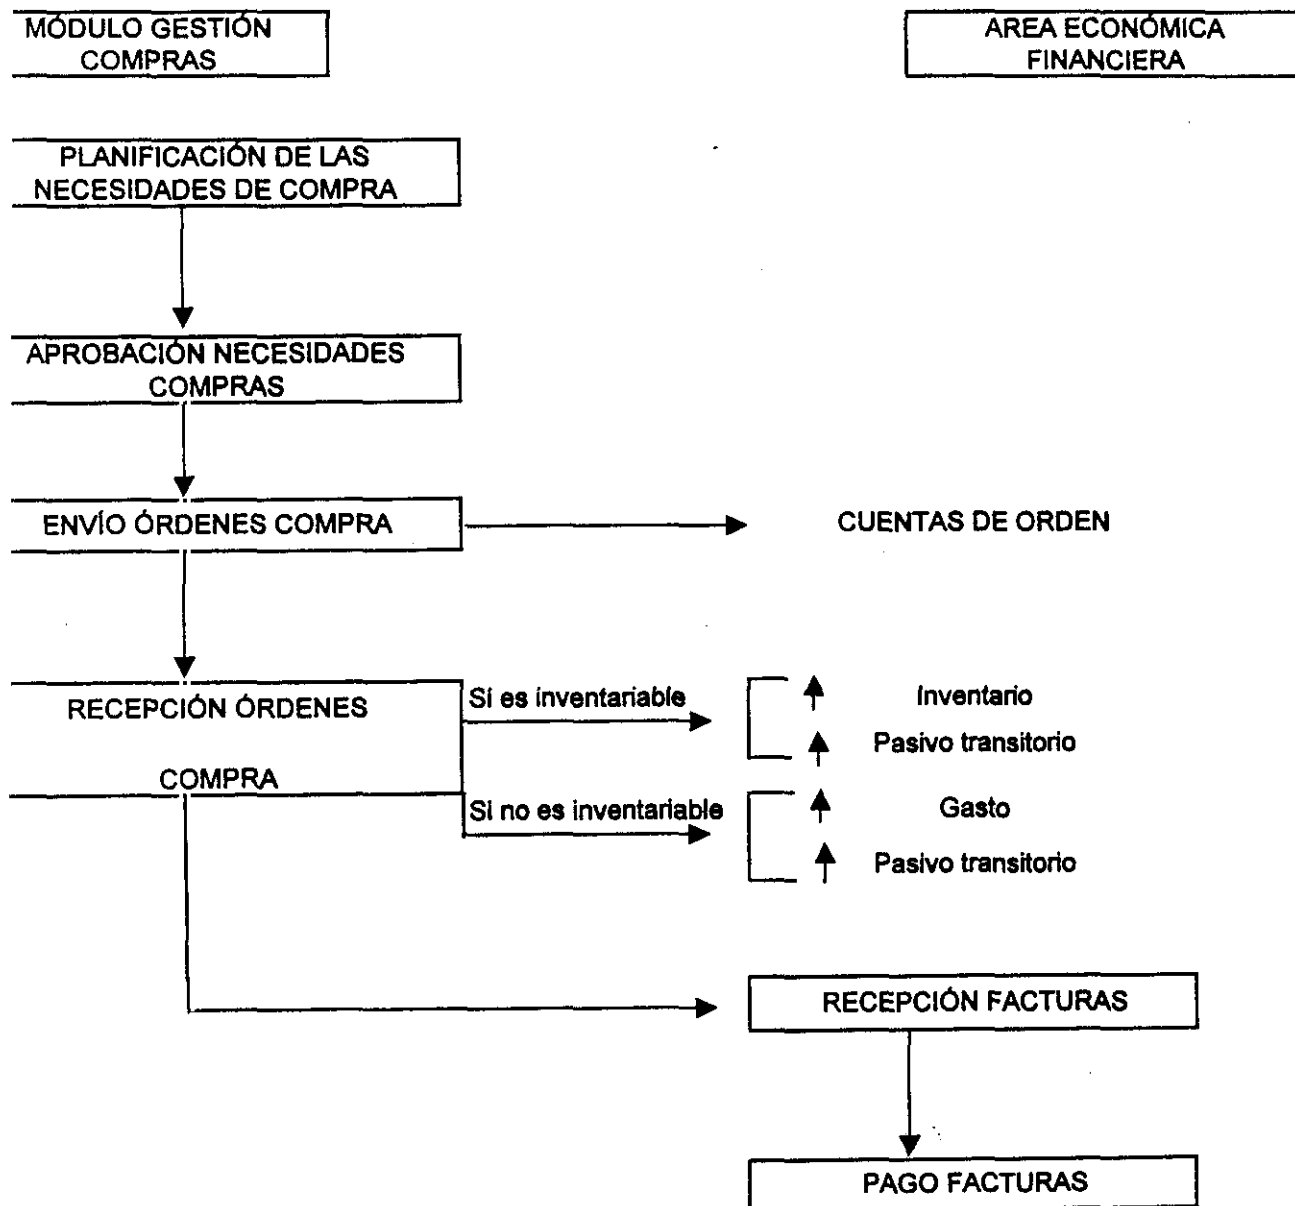 MÓDULO GESTIÓN
COMPRAS
AREA ECONÓMICA
FINANCIERA
PLANIFICACIÓN DE LAS
NECESIDADES DE COMPRA
APROBACIÓN NECESIDADES
COMPRAS
ENVÍO ÓRDENES COMPRA
CUENTAS DE ORDEN
RECEPCIÓN ÓRDENES
COMPRA
Si es inventariable
Inventario
Pasivo transitorio
Si no es inventariable
Gasto
Pasivo transitorio
RECEPCIÓN FACTURAS
PAGO FACTURAS